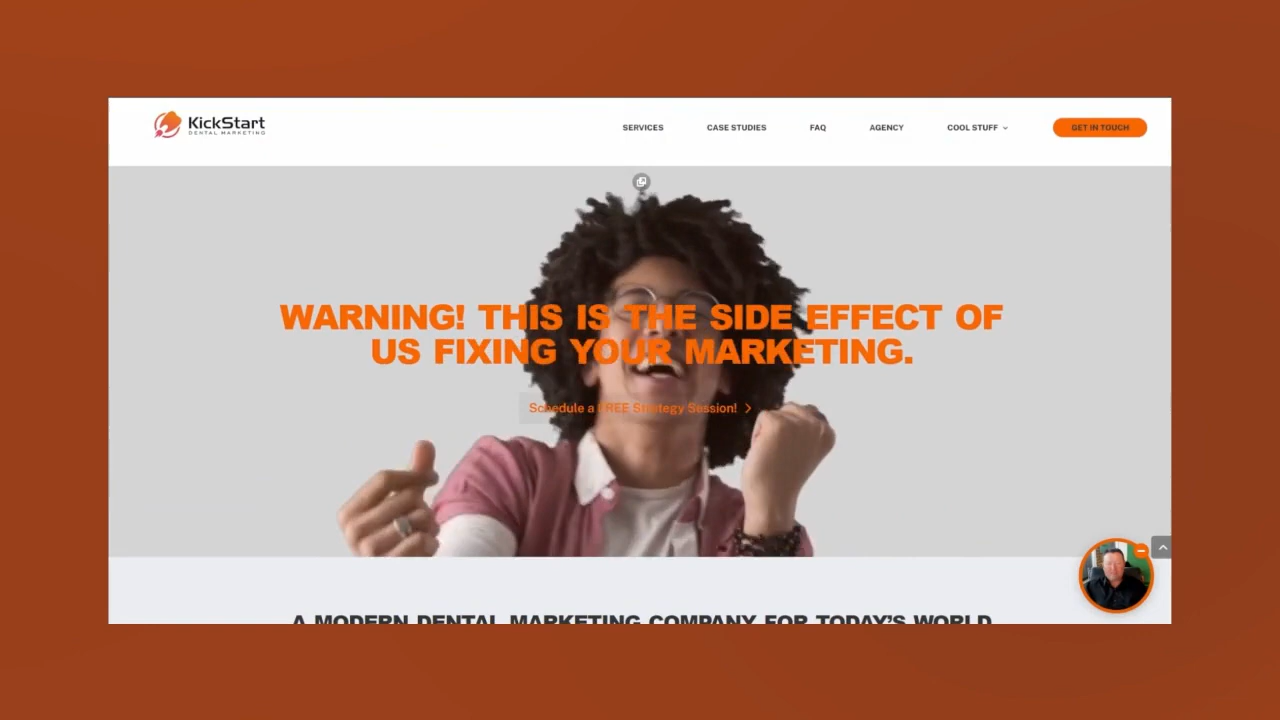 KickStart
DENTAL MARKETING
SERVICES
CASE STUDIES
FAQ
AGENCY
COOL STUFF
GET IN TOUCH
WARNING! THIS IS THE SIDE EFFECT OF
US FIXING YOUR MARKETING.
Schedule a FREE Strategy Session!
A MODERN DENTAL MARKETING COMPANY FOR TODAY'S WORLD